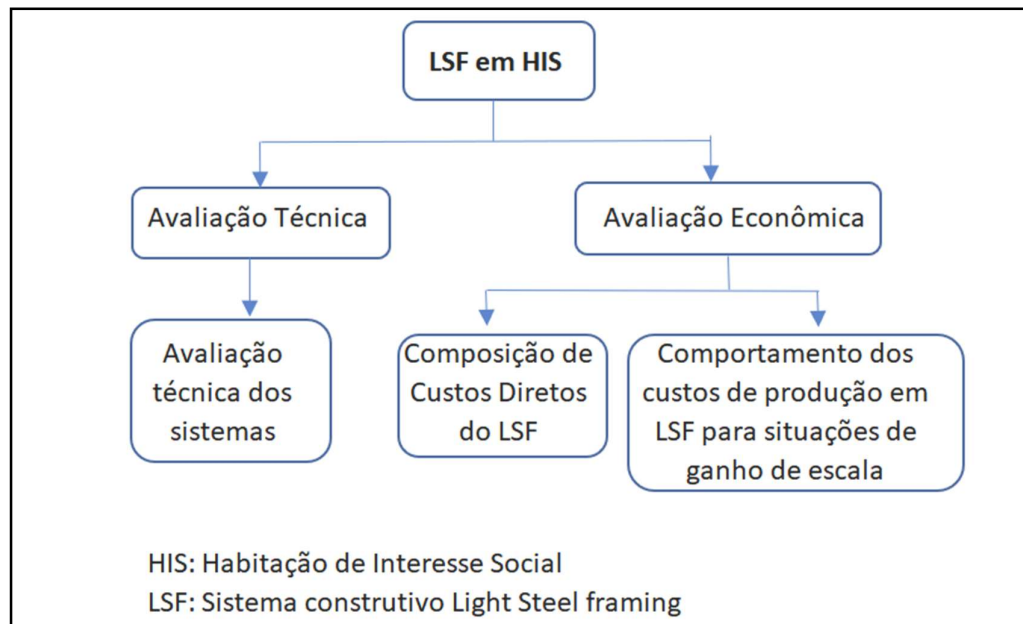 LSF em HIS
Avaliação Técnica
Avaliação Econômica
Avaliação
técnica dos
sistemas
Composição de
Custos Diretos
do LSF
Comportamento dos
custos de produção em
LSF para situações de
ganho de escala
HIS: Habitação de Interesse Social
LSF: Sistema construtivo Light Steel framing